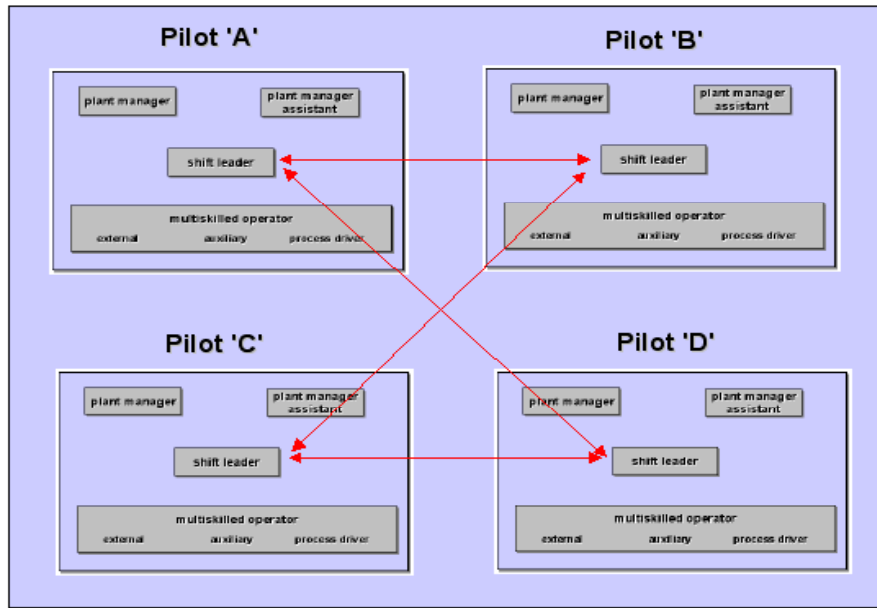 Pilot 'A'
plant manager
plant manager
assistant
shift leader
multiskilled operator
external auxiliary process driver
Pilot 'B'
plant manager
plant manager
assistant
shift leader
multiskilled operator
external auxiliary process driver
Pilot 'C'
plant manager
plant manager
assistant
shift leader
multiskilled operator
external auxiliary process driver
Pilot 'D'
plant manager
plant manager
assistant
shift leader
multiskilled operator
external auxiliary process driver